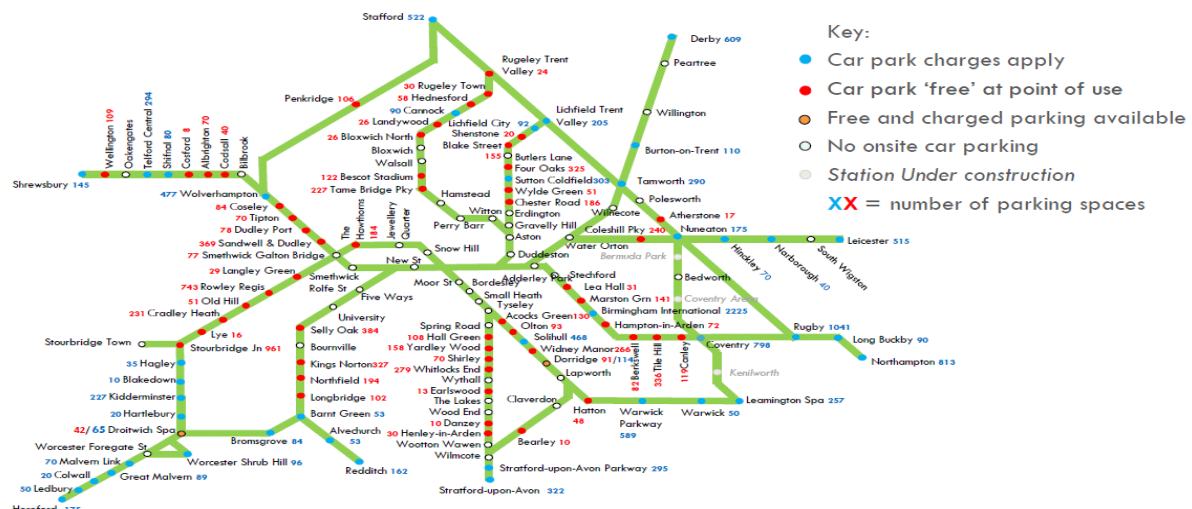 Stafford 522
Derby 609
Peartree
Rugeley Trent
Valley 24
30 Rugeley Town
58 Hednesford
90 Cannock
26 Landywood
26 Bloxwich North
Bloxwich
Walsall
122 Bescot Stadium
227 Tame Bridge Pky
Penkridge 106
Lichfield City 92
Shenstone 20
Blake Street
155
Butlers Lane
Four Oaks 325
Sutton Coldfield303
Wylde Green 51
Chester Road 186
Erdington
Gravelly Hill
Aston
Duddeston
Lichfield Trent
Valley 205
Willington
Burton-on-Trent 110
Tamworth 290
Wilnecote
Polesworth
Atherstone 17
Nuneaton 175
Coleshill Pky 240
Water Orton
Bermuda Park
Bedworth
Coventry Arena
Hinckley 70
Narborough 40
South Wigston
Leicester 515
Wellington 109
Oakengates
Telford Central 294
Shifnal 80
Cosford 8
Albrighton 70
Codsall 40
Bilbrook
Shrewsbury 145
477 Wolverhampton
84 Coseley
70 Tipton
78 Dudley Port
369 Sandwell & Dudley
77 Smethwick Galton Bridge
29 Langley Green
743 Rowley Regis
51 Old Hill
231 Cradley Heath
Lye 16
Stourbridge Town
Stourbridge Jn 961
35 Hagley
10 Blakedown
227 Kidderminster
20 Hartlebury
42/65 Droitwich Spa
Worcester Foregate St
70 Malvern Link
20 Colwall
50 Ledbury
Hereford 175
Great Malvern 89
Worcester Shrub Hill 96
Bromsgrove 84
The
Hawthorns
184
Jewellery
Quarter
Snow Hill
Hamstead
Perry Barr
Witton
Smethwick
Rolfe St
New St
Five Ways
University
Selly Oak 384
Bournville
Kings Norton327
Northfield 194
Longbridge 102
Barnt Green 53
Alvechurch
53
Redditch 162
Moor St
Bordesley
Small Heath
Tyseley
Spring Road
108 Hall Green
158 Yardley Wood
70 Shirley
279 Whitlocks End
Wythall
13 Earlswood
The Lakes
Wood End
10 Danzey
30 Henley-in-Arden
Wootton Wawen
Wilmcote
Stratford-upon-Avon Parkway 295
Stratford-upon-Avon 322
Acocks Green130
Olton 93
Solihull 468
Widney Manor266
Dorridge 91/114
Lapworth
Claverdon
Bearley 10
Hatton
48
Warwick
Parkway
589
Warwick 50
Leamington Spa 257
Adderley Park
Stechford
Lea Hall 31
Marston Grn 141
Birmingham International 2225
Hampton-in-Arden 72
82 Berkswell
336 Tile Hill
119 Canley
Coventry 798
Kenilworth
Rugby 1041
Long Buckby 90
Northampton 813
Key:
Car park charges apply
Car park ‘free’ at point of use
Free and charged parking available
No onsite car parking
Station Under construction
XX = number of parking spaces